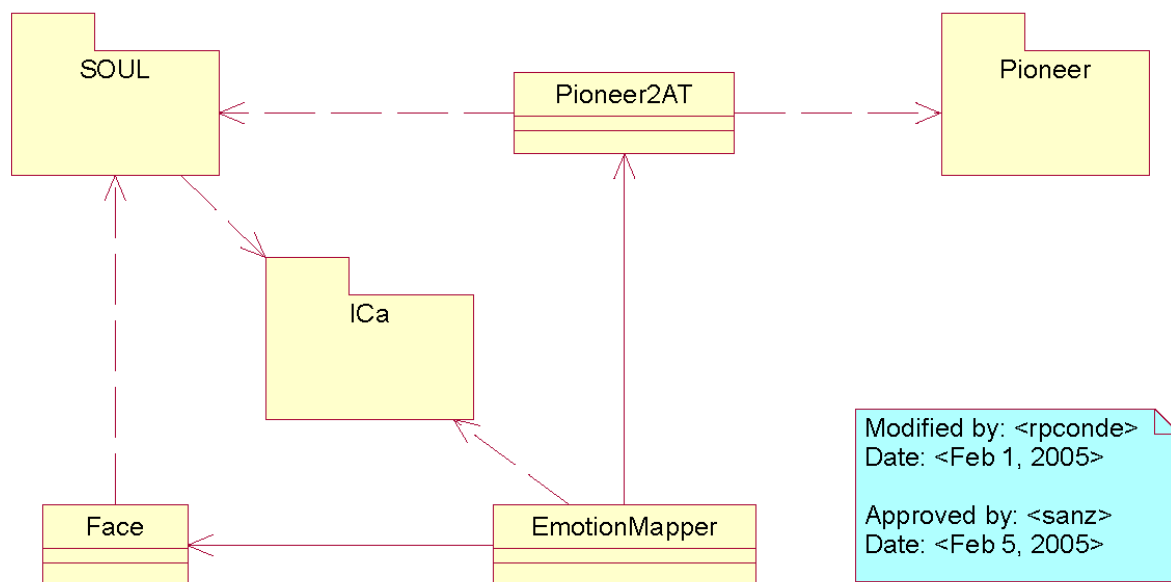 SOUL
Pioneer2AT
Pioneer
ICa
Face
EmotionMapper
Modified by: <rpconde>
Date: <Feb 1, 2005>
Approved by: <sanz>
Date: <Feb 5, 2005>